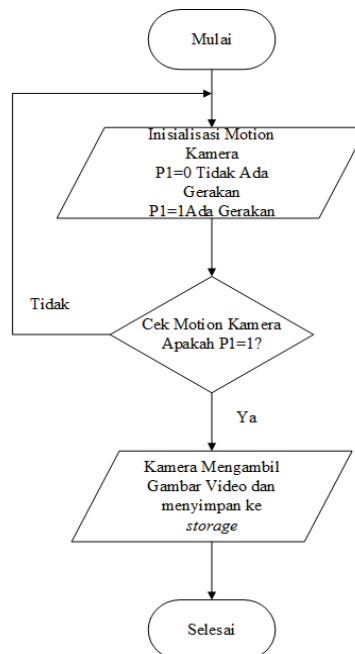 Mulai
Inisialisasi Motion
Kamera
P1=0 Tidak Ada
Gerakan
P1=1Ada Gerakan
Tidak
Cek Motion Kamera
Apakah P1=1?
Ya
Kamera Mengambil
Gambar Video dan
menyimpan ke
storage
Selesai